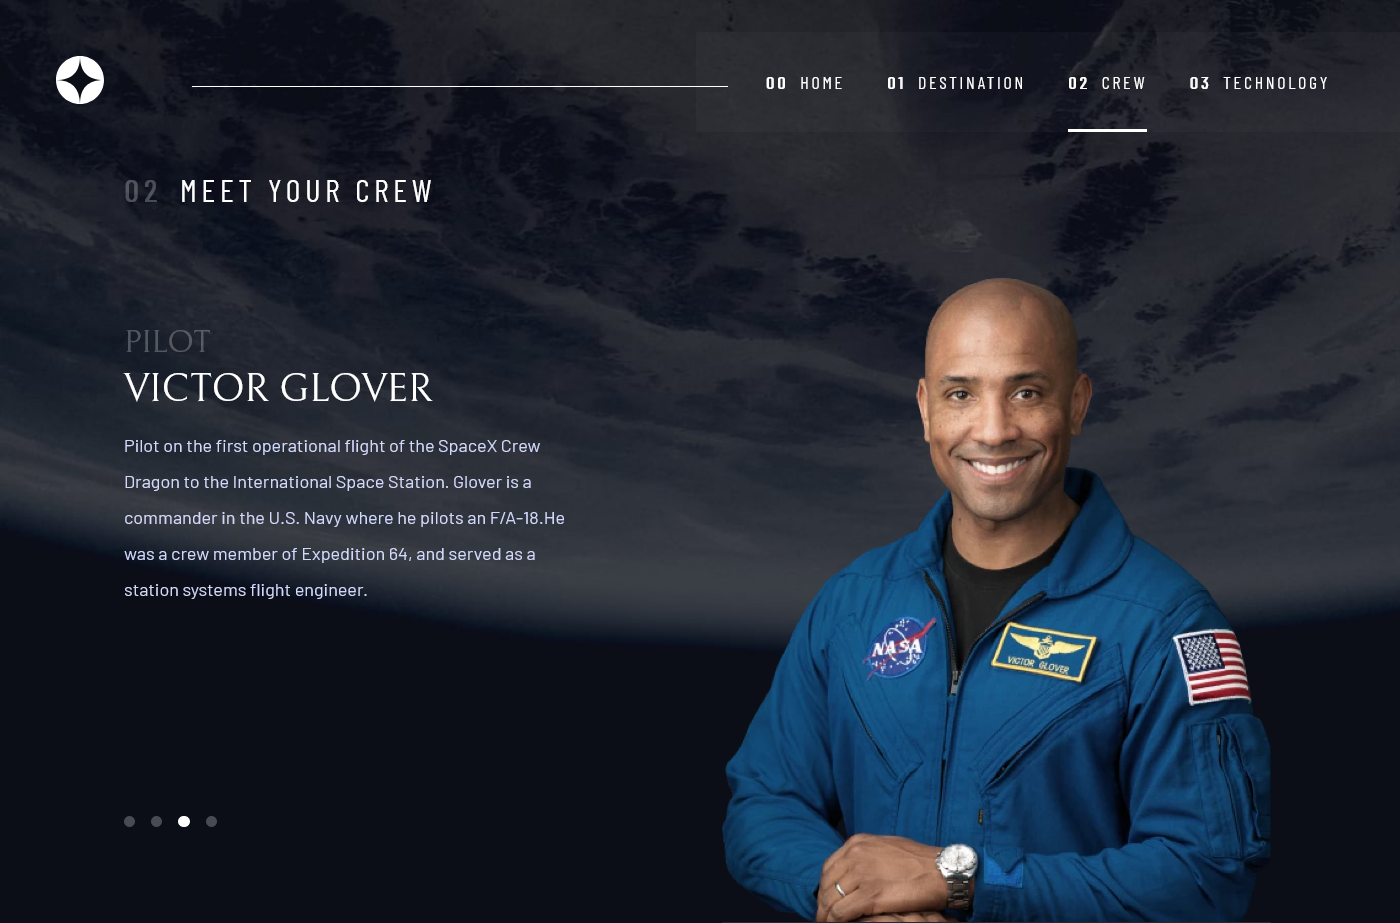 00 HOME 01 DESTINATION 02 CREW 03 TECHNOLOGY
02 MEET YOUR CREW
PILOT
VICTOR GLOVER
Pilot on the first operational flight of the SpaceX Crew
Dragon to the International Space Station. Glover is a
commander in the U.S. Navy where he pilots an F/A-18.He
was a crew member of Expedition 64, and served as a
station systems flight engineer.
NASA
VICTOR GLOVER